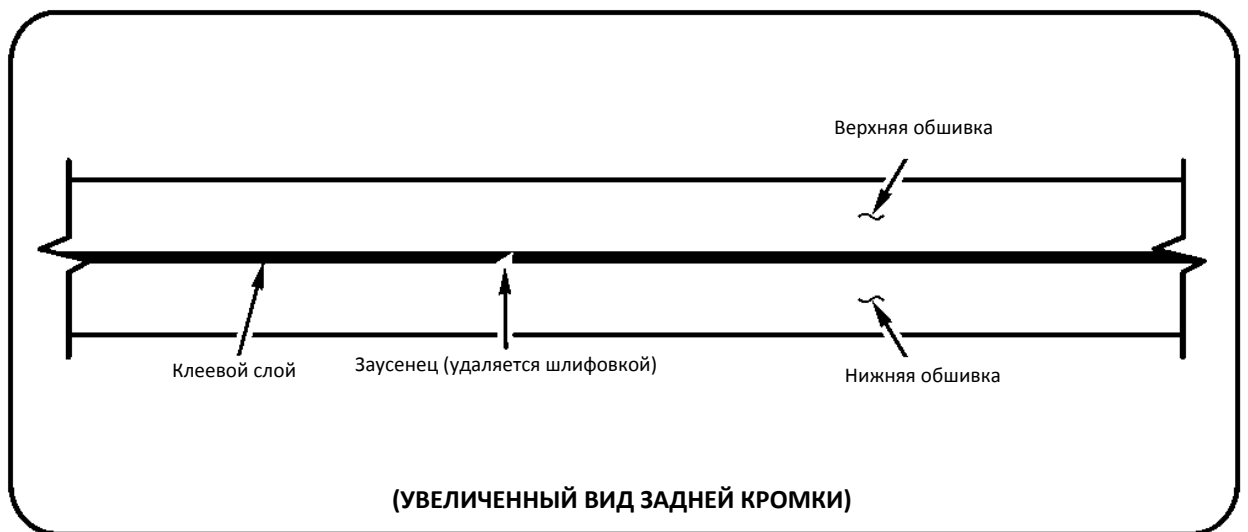 Верхняя обшивка
Клеевой слой
Заусенец (удаляется шлифовкой)
Нижняя обшивка
(УВЕЛИЧЕННЫЙ ВИД ЗАДНЕЙ КРОМКИ)